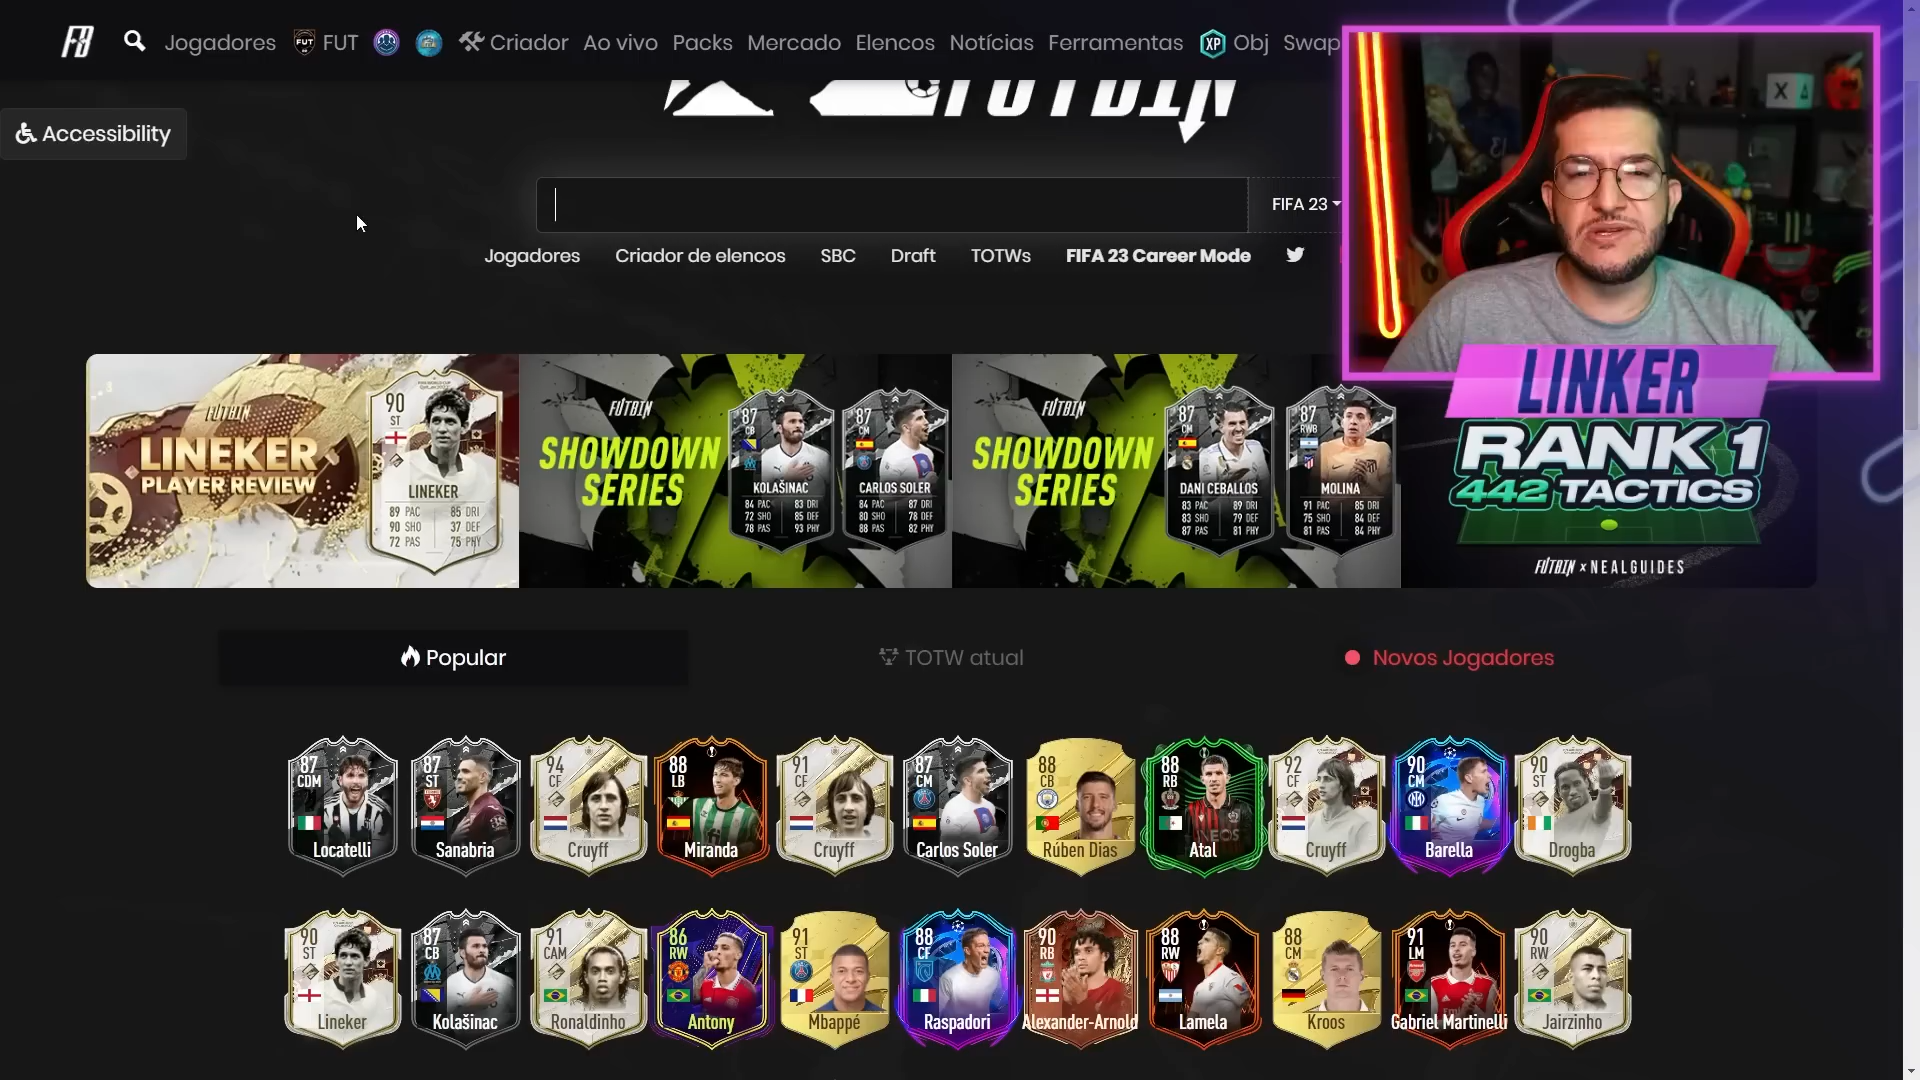 Jogadores FUT Criador Ao vivo Packs Mercado Elencos Notícias Ferramentas XP Obj Swap
FUTBIN
Accessibility
FIFA 23
Jogadores Criador de elencos SBC Draft TOTWs FIFA 23 Career Mode
FUTBIN
LINEKER
PLAYER REVIEW
90
ST
LINEKER
89 PAC 85 DRI
90 SHO 37 DEF
72 PAS 75 PHY
FUTBIN
SHOWDOWN
SERIES
87
CB
KOLAŠINAC
84 PAC 83 DRI
72 SHO 85 DEF
78 PAS 93 PHY
87
CM
CARLOS SOLER
84 PAC 87 DRI
80 SHO 78 DEF
88 PAS 82 PHY
FUTBIN
SHOWDOWN
SERIES
87
CM
DANI CEBALLOS
83 PAC 89 DRI
83 SHO 79 DEF
87 PAS 81 PHY
87
RWB
MOLINA
91 PAC 85 DRI
75 SHO 84 DEF
81 PAS 84 PHY
LINKER
RANK 1
442 TACTICS
FUTBIN x NEALGUIDES
Popular
TOTW atual
Novos Jogadores
87
CDM
Locatelli
87
ST
Sanabria
94
CF
Cruyff
88
LB
Miranda
91
CF
Cruyff
87
CM
Carlos Soler
88
CB
Rúben Dias
88
RB
Atal
92
CF
Cruyff
90
CM
Barella
90
ST
Drogba
90
ST
Lineker
87
CB
Kolašinac
91
CAM
Ronaldinho
86
RW
Antony
91
ST
Mbappé
88
CF
Raspadori
90
RB
Alexander-Arnold
88
RW
Lamela
88
CM
Kroos
91
LM
Gabriel Martinelli
90
RW
Jairzinho